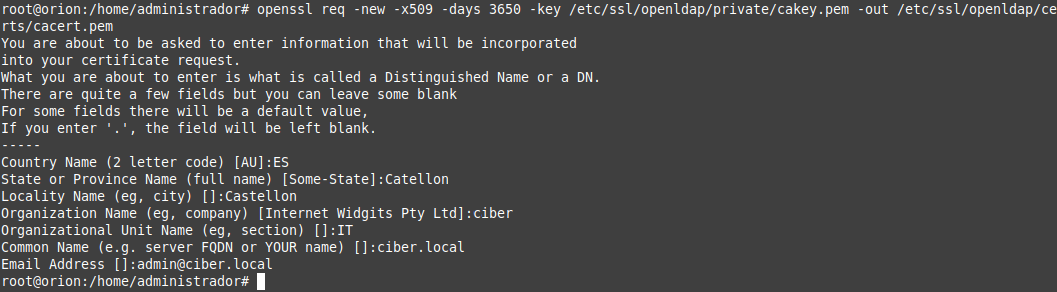 root@orion:/home/administrador# openssl req -new -x509 -days 3650 -key /etc/ssl/openldap/private/cakey.pem -out /etc/ssl/openldap/ce
rts/cacert.pem
You are about to be asked to enter information that will be incorporated
into your certificate request.
What you are about to enter is what is called a Distinguished Name or a DN.
There are quite a few fields but you can leave some blank
For some fields there will be a default value,
If you enter '.', the field will be left blank.
-----
Country Name (2 letter code) [AU]:ES
State or Province Name (full name) [Some-State]:Catellon
Locality Name (eg, city) []:Castellon
Organization Name (eg, company) [Internet Widgits Pty Ltd]:ciber
Organizational Unit Name (eg, section) []:IT
Common Name (e.g. server FQDN or YOUR name) []:ciber.local
Email Address []:admin@ciber.local
root@orion:/home/administrador#